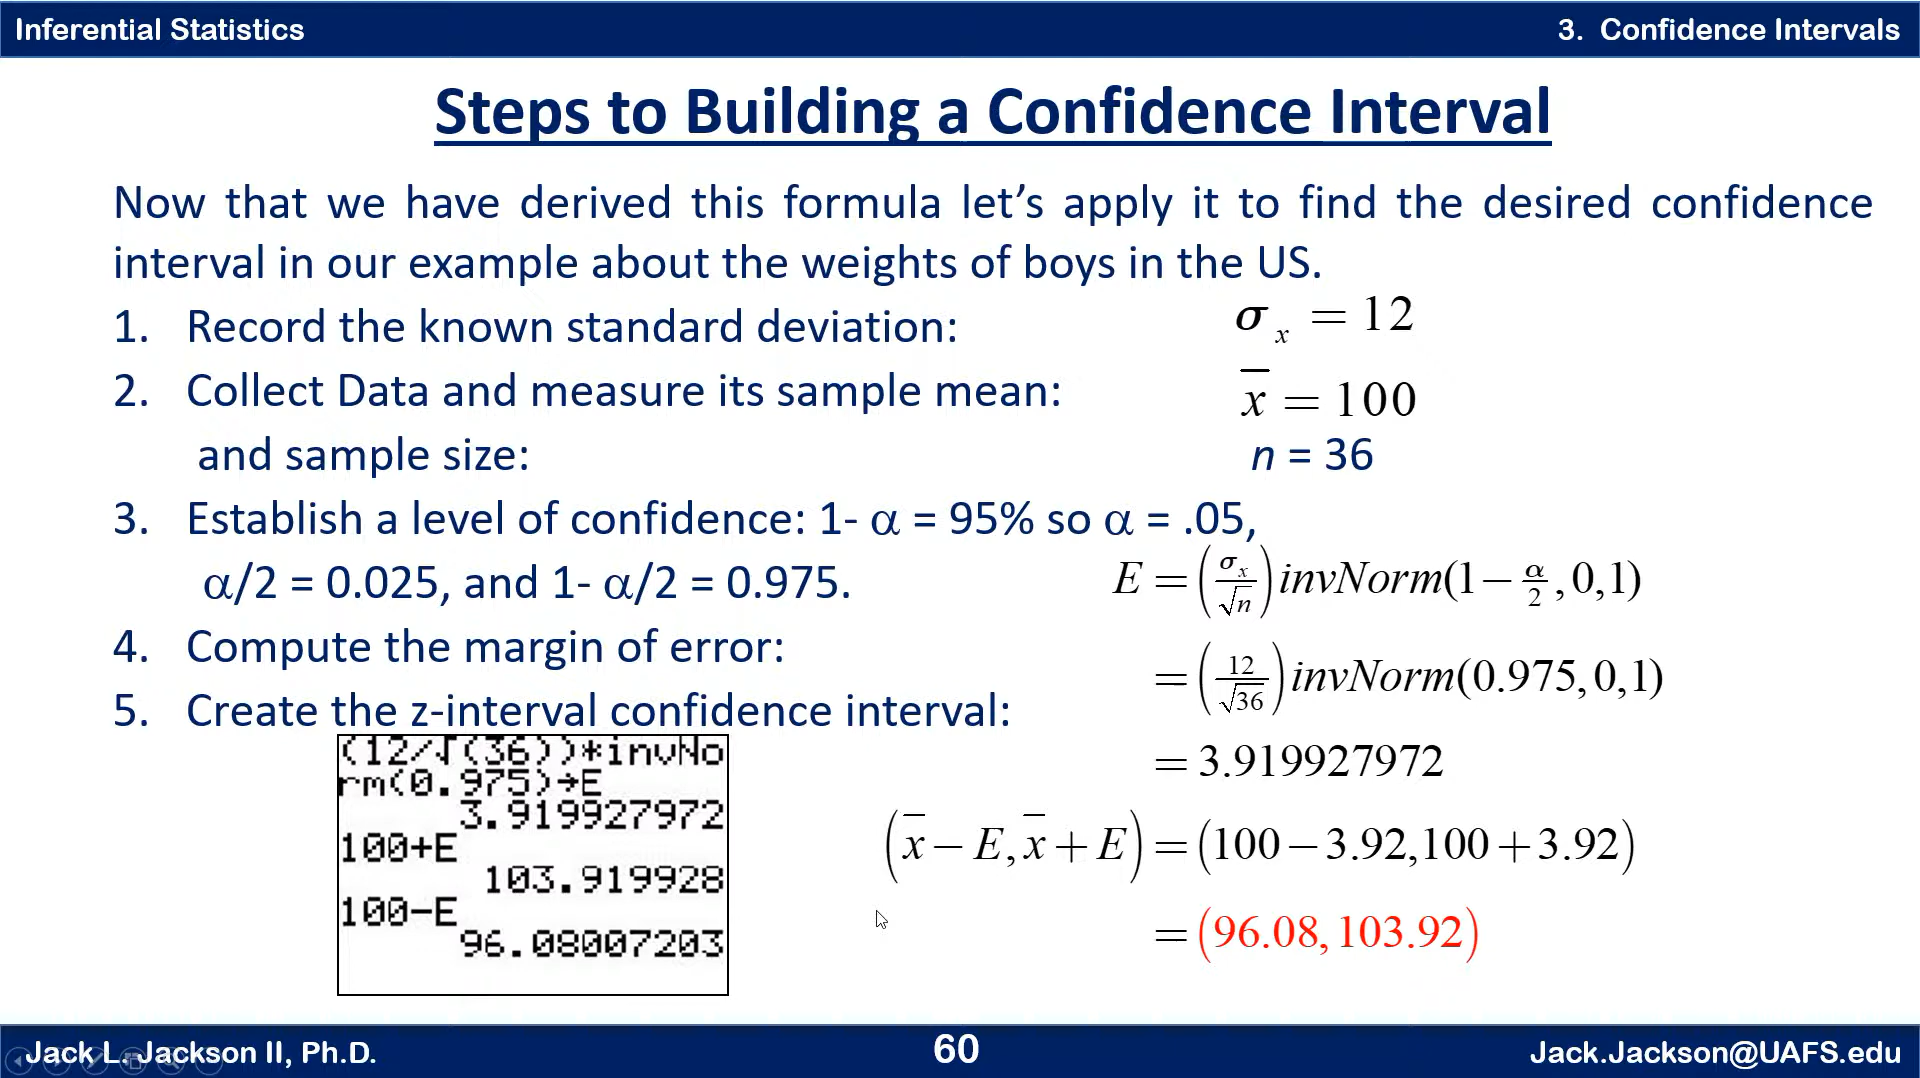 Inferential Statistics
3. Confidence Intervals
Steps to Building a Confidence Interval
Now that we have derived this formula let’s apply it to find the desired confidence
interval in our example about the weights of boys in the US.
1. Record the known standard deviation: σₓ = 12
2. Collect Data and measure its sample mean: x̄ = 100
and sample size: n = 36
3. Establish a level of confidence: 1- α = 95% so α = .05,
α/2 = 0.025, and 1- α/2 = 0.975.
E = (σₓ/√n) invNorm(1 − α/2, 0, 1)
4. Compute the margin of error:
= (12/√36) invNorm(0.975, 0, 1)
5. Create the z-interval confidence interval:
= 3.919927972
(x̄ − E, x̄ + E) = (100 − 3.92, 100 + 3.92)
= (96.08, 103.92)
(12/√(36))*invNo
rm(0.975)→E
3.919927972
100+E
103.919928
100-E
96.08007203
Jack L. Jackson II, Ph.D.
60
Jack.Jackson@UAFS.edu